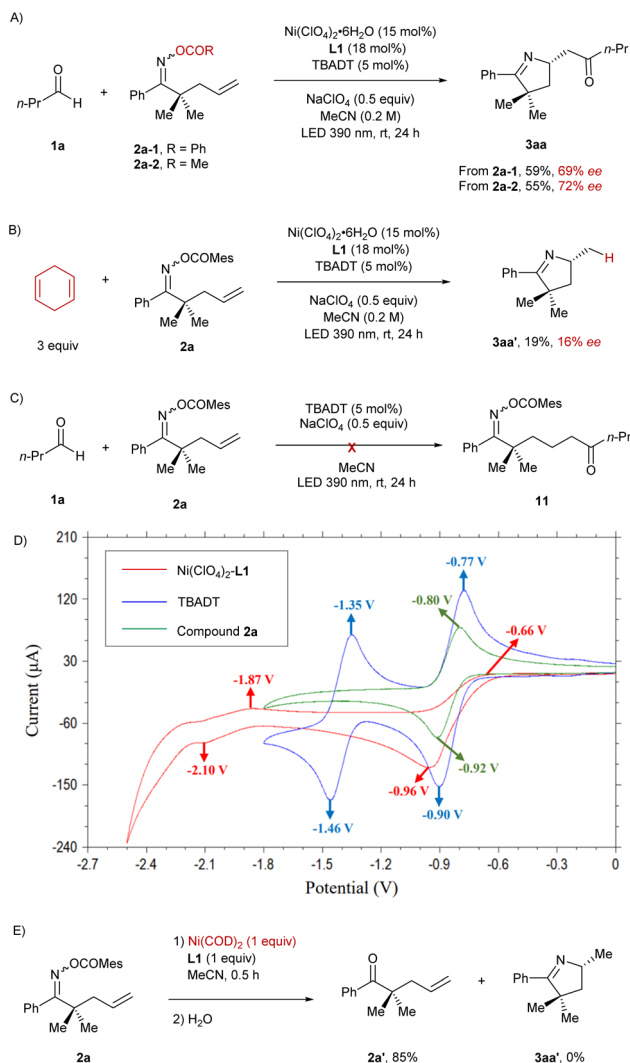 A)
O
n-Pr H
1a
+
N OCOR
Ph
Me Me
2a-1, R = Ph
2a-2, R = Me
Ni(ClO4)2•6H2O (15 mol%)
L1 (18 mol%)
TBADT (5 mol%)
NaClO4 (0.5 equiv)
MeCN (0.2 M)
LED 390 nm, rt, 24 h
N n-Pr
Ph O
Me Me
3aa
From 2a-1, 59%, 69% ee
From 2a-2, 55%, 72% ee
B)
3 equiv
+
N OCOMes
Ph
Me Me
2a
Ni(ClO4)2•6H2O (15 mol%)
L1 (18 mol%)
TBADT (5 mol%)
NaClO4 (0.5 equiv)
MeCN (0.2 M)
LED 390 nm, rt, 24 h
N H
Ph
Me Me
3aa', 19%, 16% ee
C)
O
n-Pr H
1a
+
N OCOMes
Ph
Me Me
2a
TBADT (5 mol%)
NaClO4 (0.5 equiv)
X
MeCN
LED 390 nm, rt, 24 h
N OCOMes
Ph n-Pr
Me Me O
11
D)
210
120
30
-60
-150
-240
Current (µA)
Ni(ClO4)2-L1
TBADT
Compound 2a
-0.77 V
-1.35 V
-0.80 V
-0.66 V
-1.87 V
-2.10 V
-0.92 V
-0.96 V
-1.46 V
-0.90 V
-2.7 -2.4 -2.1 -1.8 -1.5 -1.2 -0.9 -0.6 -0.3 0
Potential (V)
E)
N OCOMes
Ph
Me Me
2a
1) Ni(COD)2 (1 equiv)
L1 (1 equiv)
MeCN, 0.5 h
2) H2O
O
Ph
Me Me
2a', 85%
+
N Me
Ph
Me Me
3aa', 0%